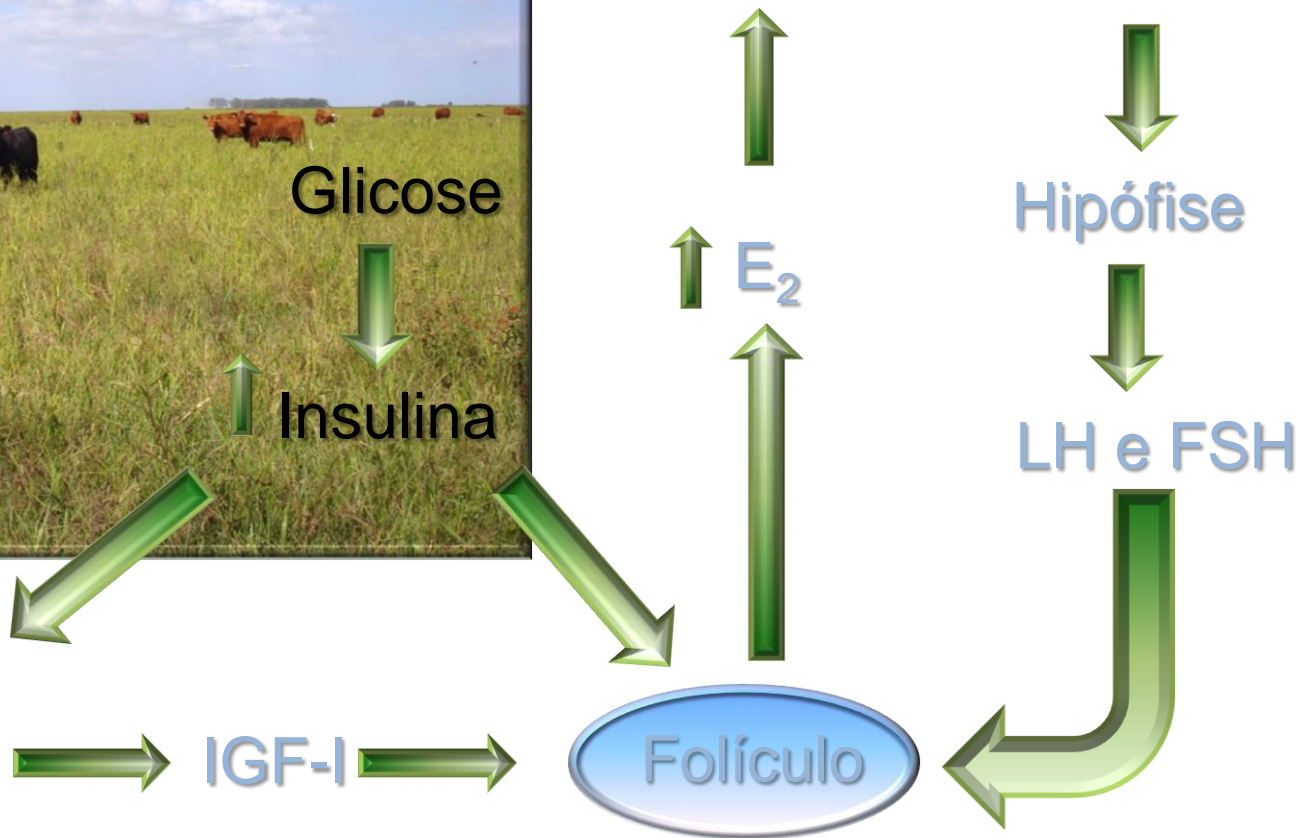 Glicose
Insulina
E₂
Hipófise
LH e FSH
IGF-I
Folículo